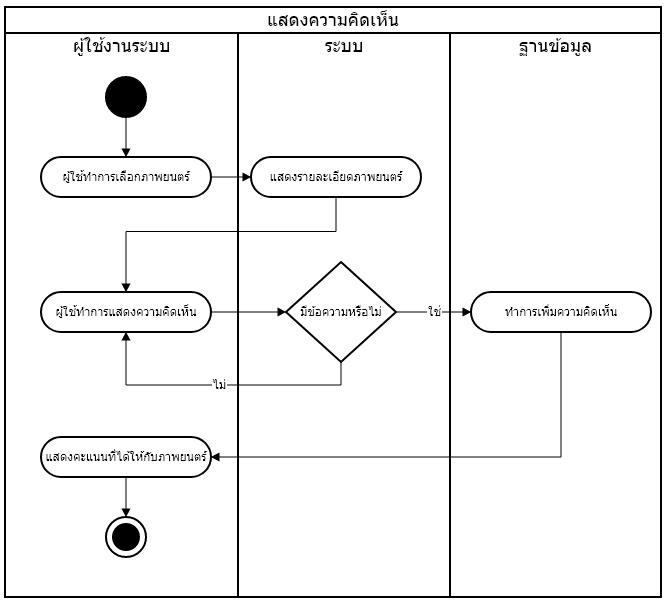 แสดงความคิดเห็น
ผู้ใช้งานระบบ
ระบบ
ฐานข้อมูล
ผู้ใช้ทำการเลือกภาพยนตร์
แสดงรายละเอียดภาพยนตร์
ผู้ใช้ทำการแสดงความคิดเห็น
มีข้อความหรือไม่
ใช่
ทำการเพิ่มความคิดเห็น
ไม่
แสดงคะแนนที่ได้ให้กับภาพยนตร์